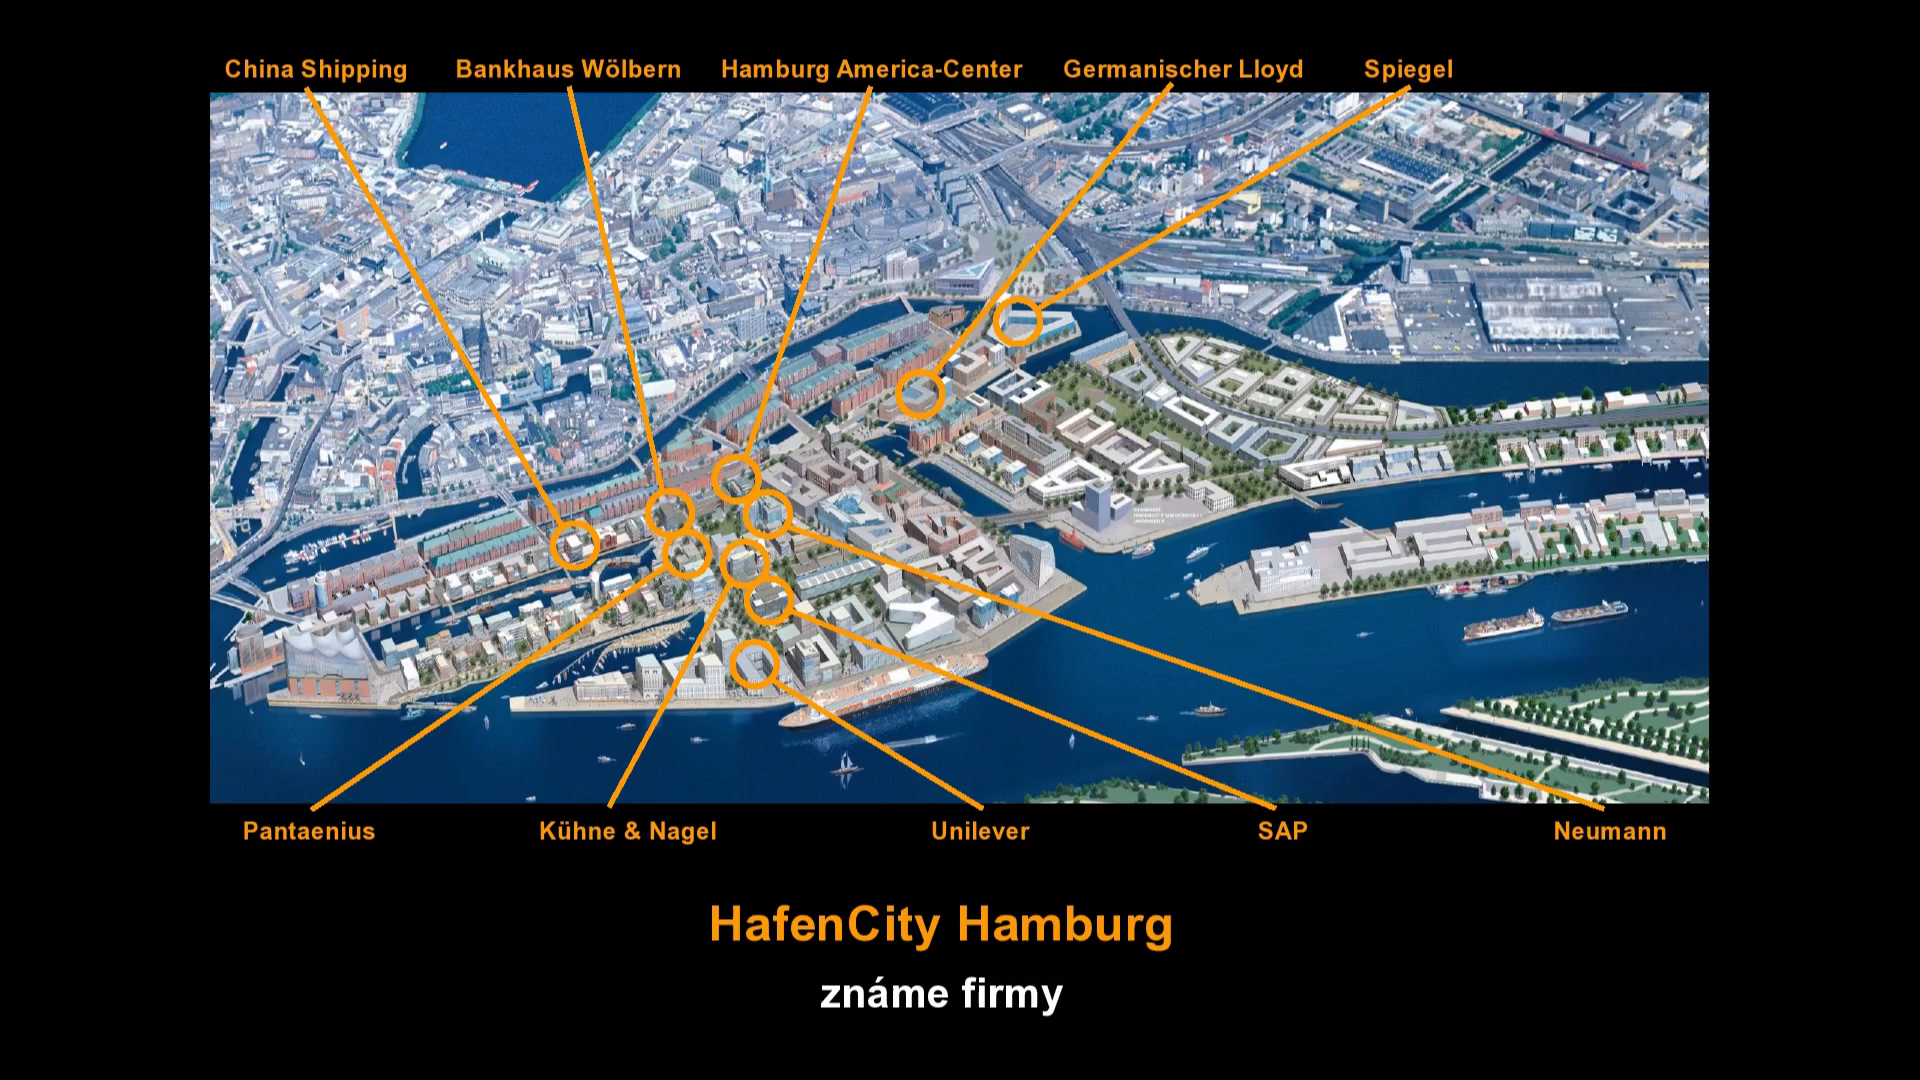 China Shipping
Bankhaus Wölbern
Hamburg America-Center
Germanischer Lloyd
Spiegel
Pantaenius
Kühne & Nagel
Unilever
SAP
Neumann
HafenCity Hamburg
známe firmy